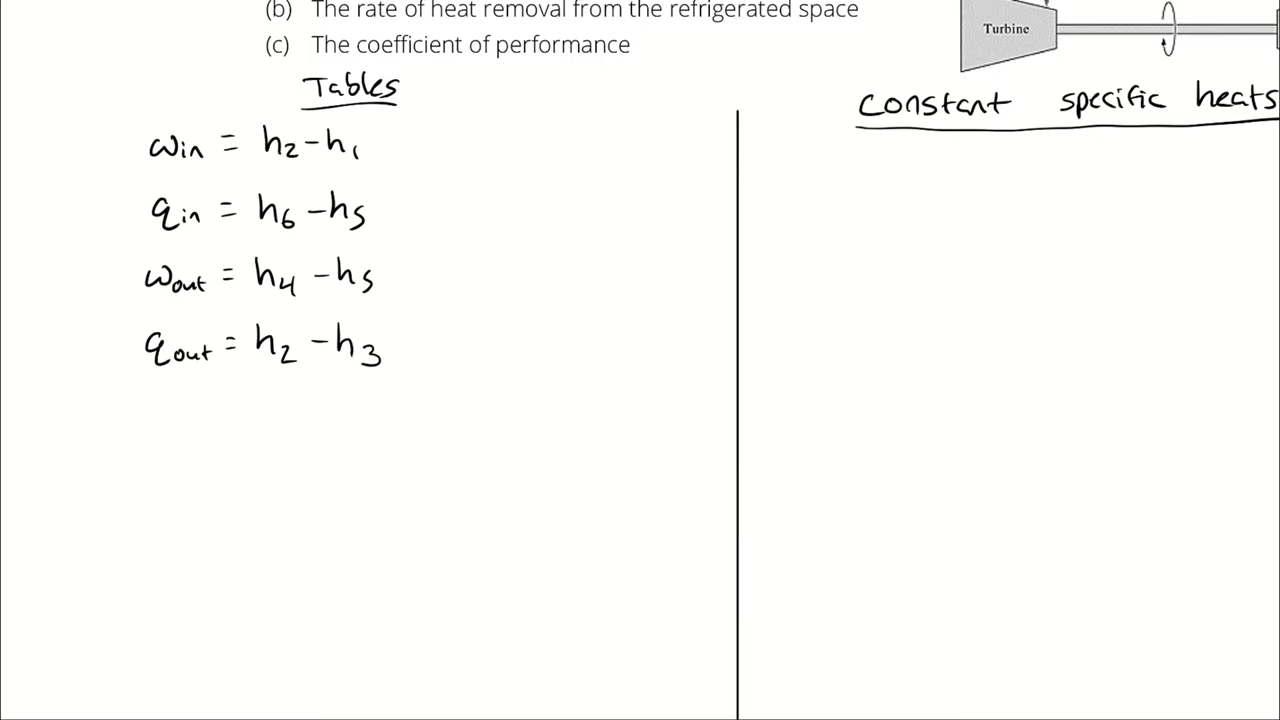 (b) The rate of heat removal from the refrigerated space
(c) The coefficient of performance
Turbine
Tables
constant specific heats
win = h2 - h1
qin = h6 - h5
wout = h4 - h5
qout = h2 - h3